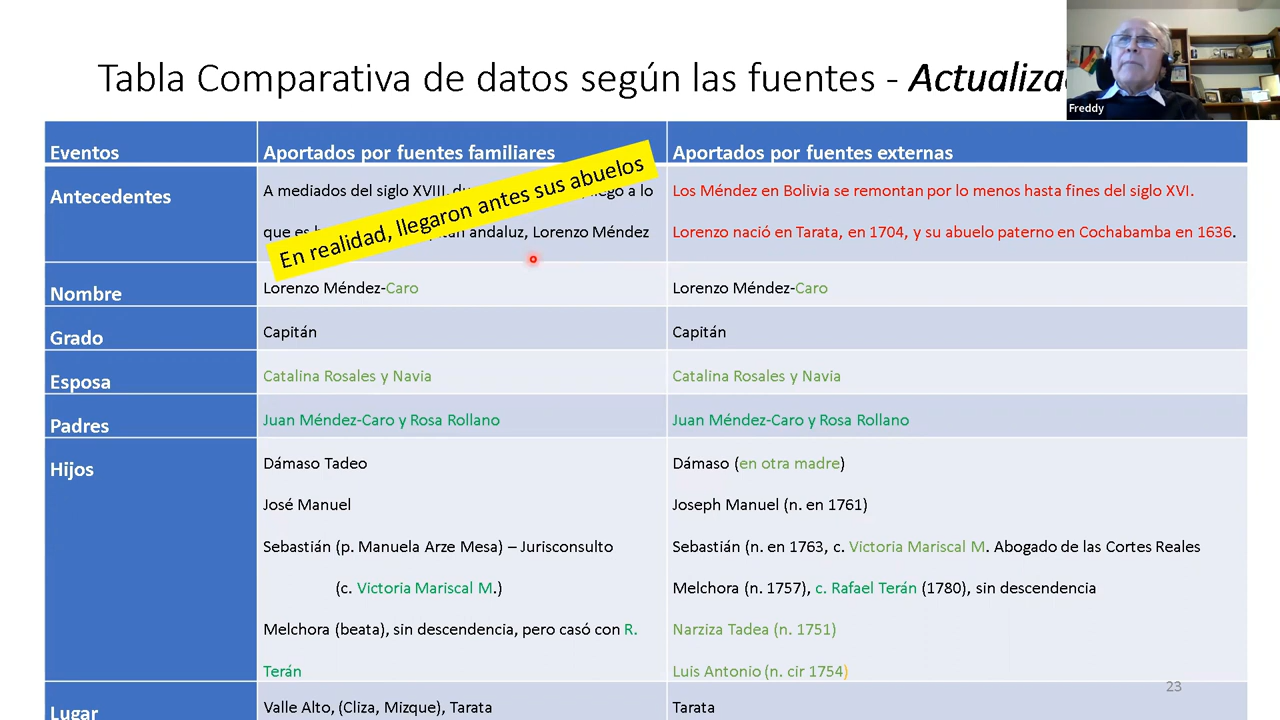 Tabla Comparativa de datos según las fuentes - Actualiza
Freddy
Eventos
Aportados por fuentes familiares
Aportados por fuentes externas
Antecedentes
A mediados del siglo XVIII, a lo
que es andaluz, Lorenzo Méndez
En realidad, llegaron antes sus abuelos
Los Méndez en Bolivia se remontan por lo menos hasta fines del siglo XVI.
Lorenzo nació en Tarata, en 1704, y su abuelo paterno en Cochabamba en 1636.
Nombre
Lorenzo Méndez-Caro
Lorenzo Méndez-Caro
Grado
Capitán
Capitán
Esposa
Catalina Rosales y Navia
Catalina Rosales y Navia
Padres
Juan Méndez-Caro y Rosa Rollano
Juan Méndez-Caro y Rosa Rollano
Hijos
Dámaso Tadeo
José Manuel
Sebastián (p. Manuela Arze Mesa) – Jurisconsulto
(c. Victoria Mariscal M.)
Melchora (beata), sin descendencia, pero casó con R.
Terán
Dámaso (en otra madre)
Joseph Manuel (n. en 1761)
Sebastián (n. en 1763, c. Victoria Mariscal M. Abogado de las Cortes Reales
Melchora (n. 1757), c. Rafael Terán (1780), sin descendencia
Narziza Tadea (n. 1751)
Luis Antonio (n. cir 1754)
23
Lugar
Valle Alto, (Cliza, Mizque), Tarata
Tarata